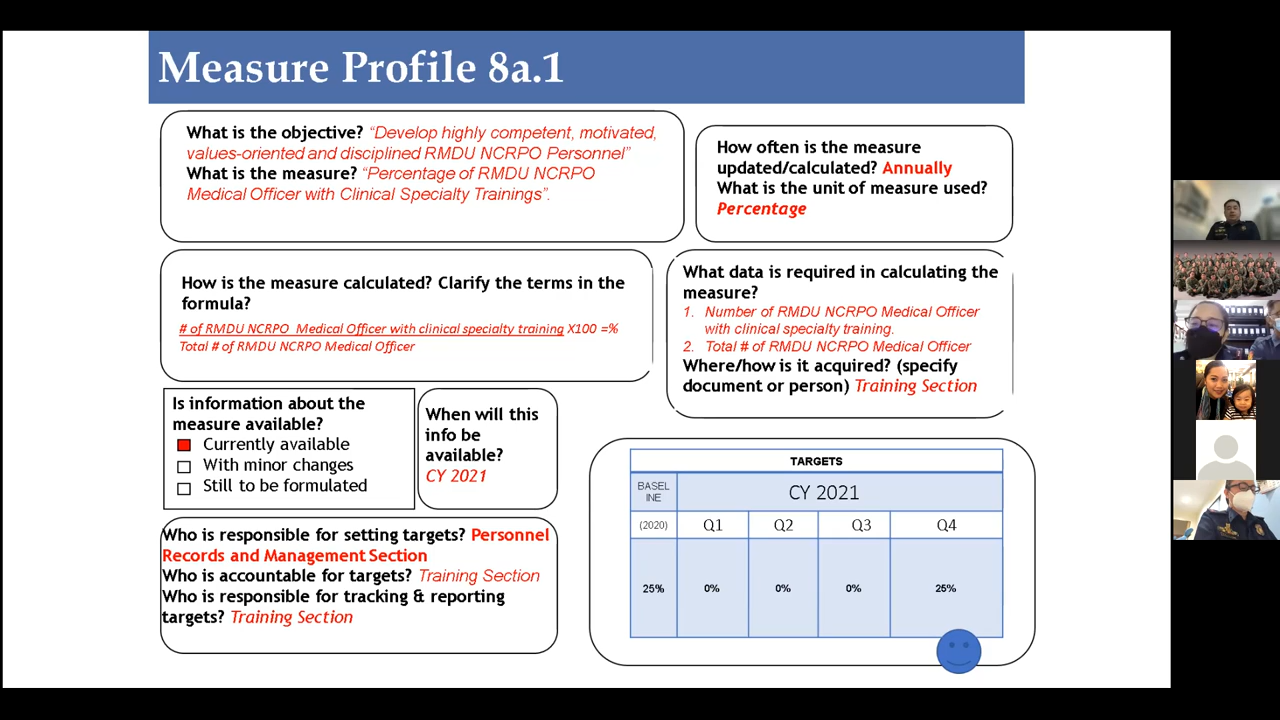 Measure Profile 8a.1
What is the objective? “Develop highly competent, motivated,
values-oriented and disciplined RMDU NCRPO Personnel”
What is the measure? “Percentage of RMDU NCRPO
Medical Officer with Clinical Specialty Trainings”.
How often is the measure
updated/calculated? Annually
What is the unit of measure used?
Percentage
How is the measure calculated? Clarify the terms in the
formula?
# of RMDU NCRPO Medical Officer with clinical specialty training X100 =%
Total # of RMDU NCRPO Medical Officer
What data is required in calculating the
measure?
1. Number of RMDU NCRPO Medical Officer
with clinical specialty training.
2. Total # of RMDU NCRPO Medical Officer
Where/how is it acquired? (specify
document or person) Training Section
Is information about the
measure available?
Currently available
With minor changes
Still to be formulated
When will this
info be
available?
CY 2021
Who is responsible for setting targets? Personnel
Records and Management Section
Who is accountable for targets? Training Section
Who is responsible for tracking & reporting
targets? Training Section
TARGETS
BASEL
INE
CY 2021
(2020) Q1 Q2 Q3 Q4
25% 0% 0% 0% 25%